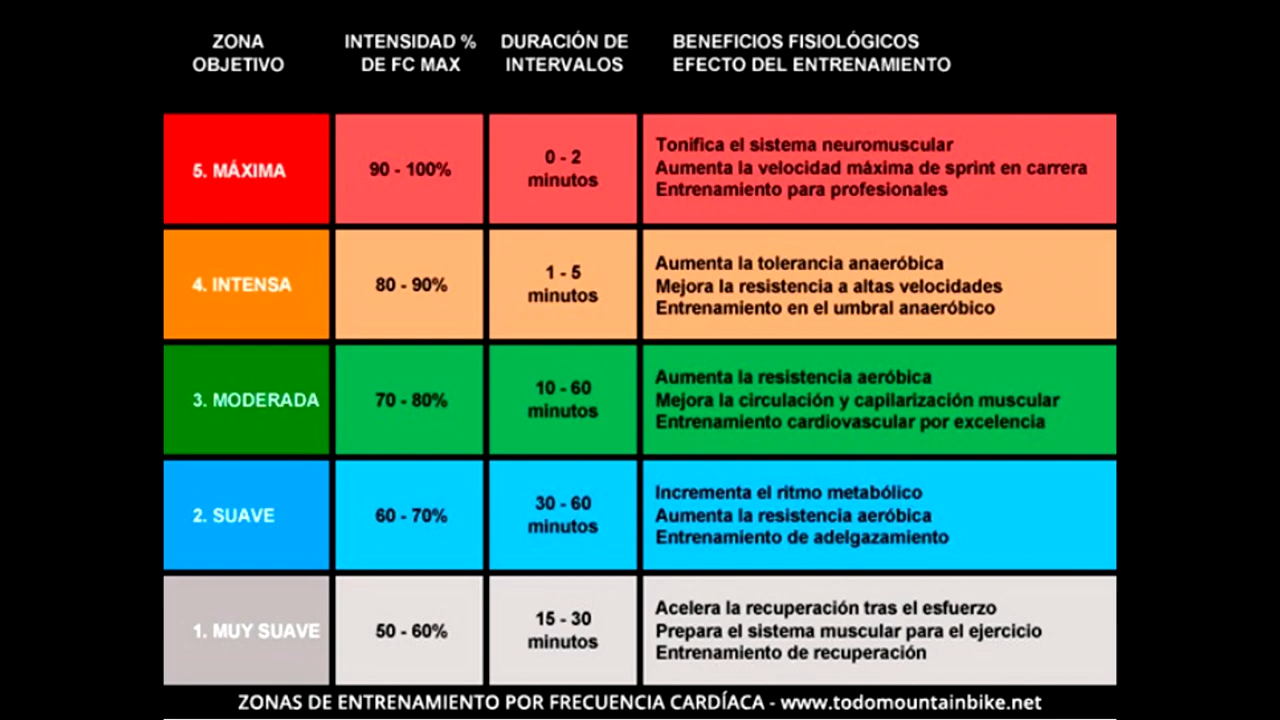 ZONA
OBJETIVO
INTENSIDAD %
DE FC MAX
DURACIÓN DE
INTERVALOS
BENEFICIOS FISIOLÓGICOS
EFECTO DEL ENTRENAMIENTO
5. MÁXIMA
90 - 100%
0 - 2
minutos
Tonifica el sistema neuromuscular
Aumenta la velocidad máxima de sprint en carrera
Entrenamiento para profesionales
4. INTENSA
80 - 90%
1 - 5
minutos
Aumenta la tolerancia anaeróbica
Mejora la resistencia a altas velocidades
Entrenamiento en el umbral anaeróbico
3. MODERADA
70 - 80%
10 - 60
minutos
Aumenta la resistencia aeróbica
Mejora la circulación y capilarización muscular
Entrenamiento cardiovascular por excelencia
2. SUAVE
60 - 70%
30 - 60
minutos
Incrementa el ritmo metabólico
Aumenta la resistencia aeróbica
Entrenamiento de adelgazamiento
1. MUY SUAVE
50 - 60%
15 - 30
minutos
Acelera la recuperación tras el esfuerzo
Prepara el sistema muscular para el ejercicio
Entrenamiento de recuperación
ZONAS DE ENTRENAMIENTO POR FRECUENCIA CARDÍACA - www.todomountainbike.net